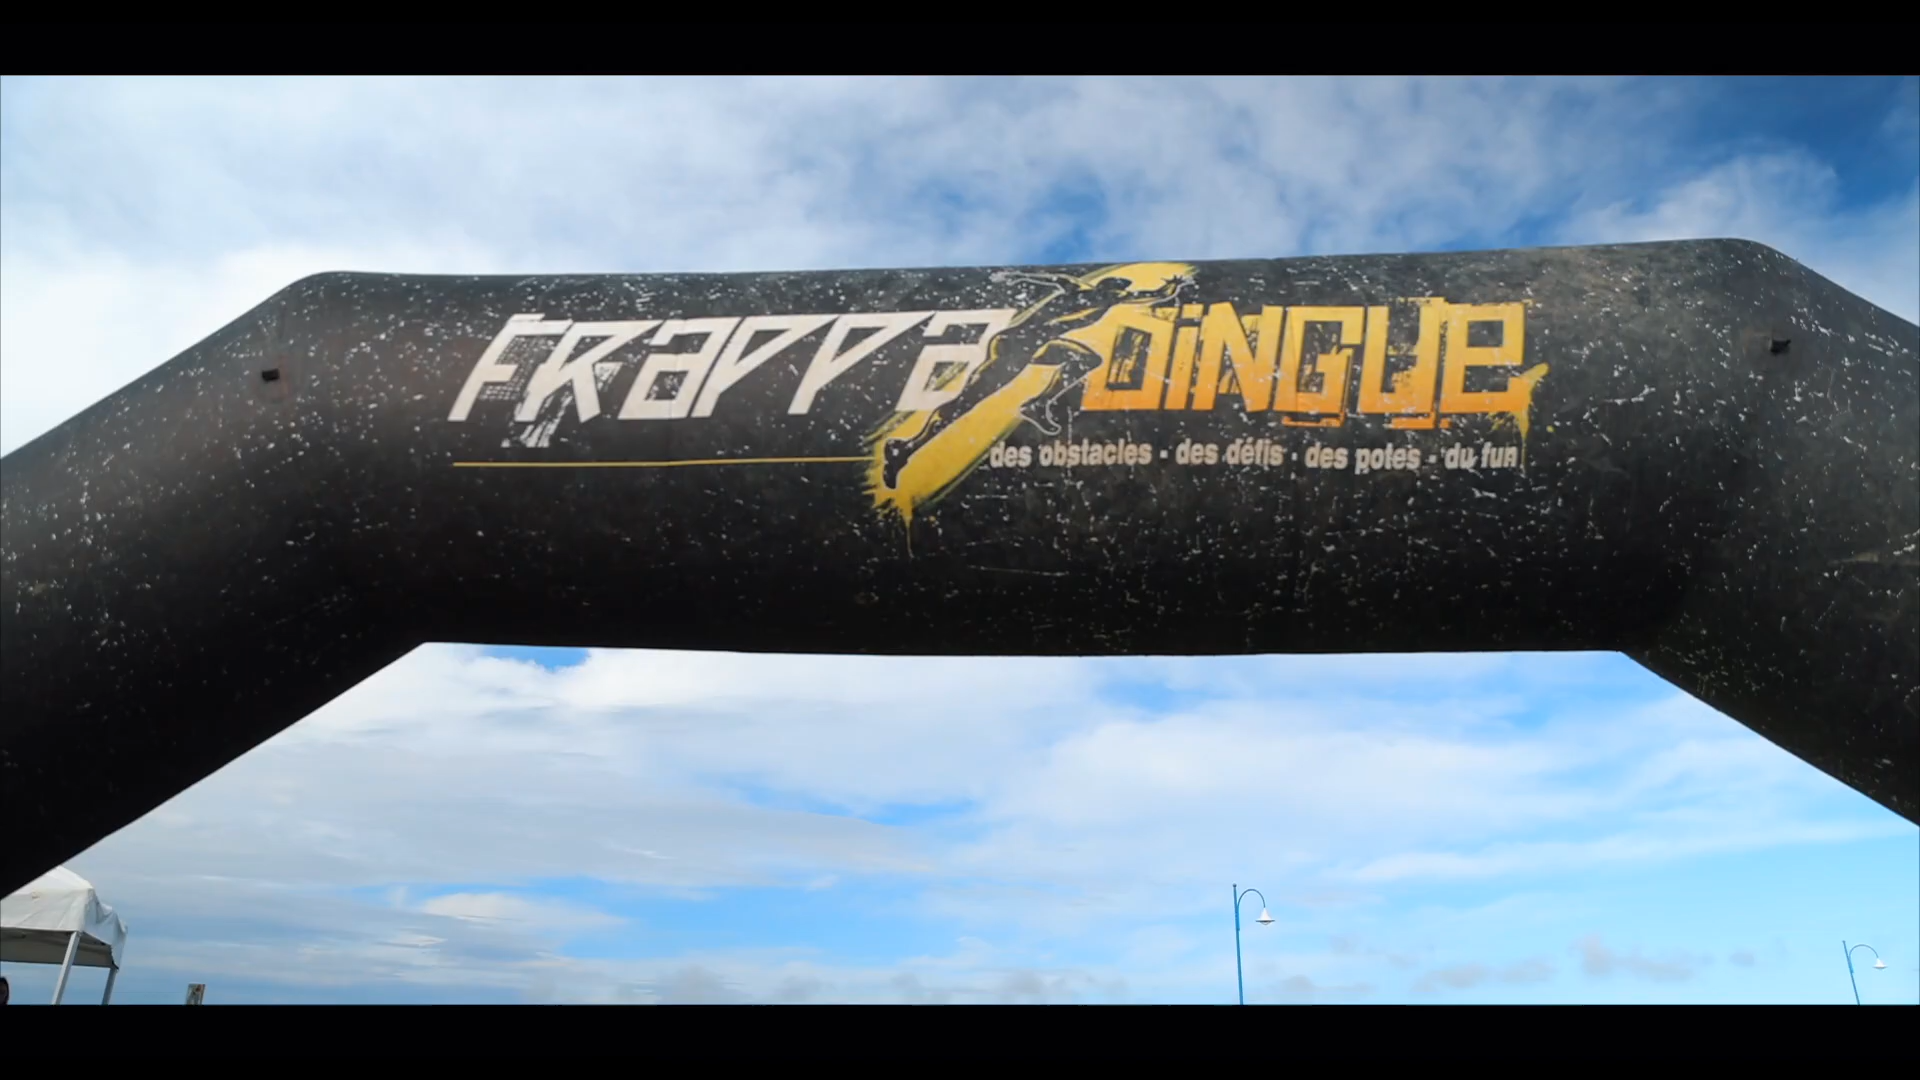 FRAPPADINGUE
des obstacles - des défis - des potes - du fun